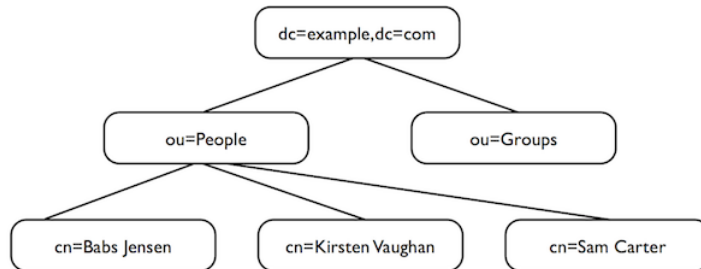 dc=example,dc=com
ou=People
ou=Groups
cn=Babs Jensen
cn=Kirsten Vaughan
cn=Sam Carter